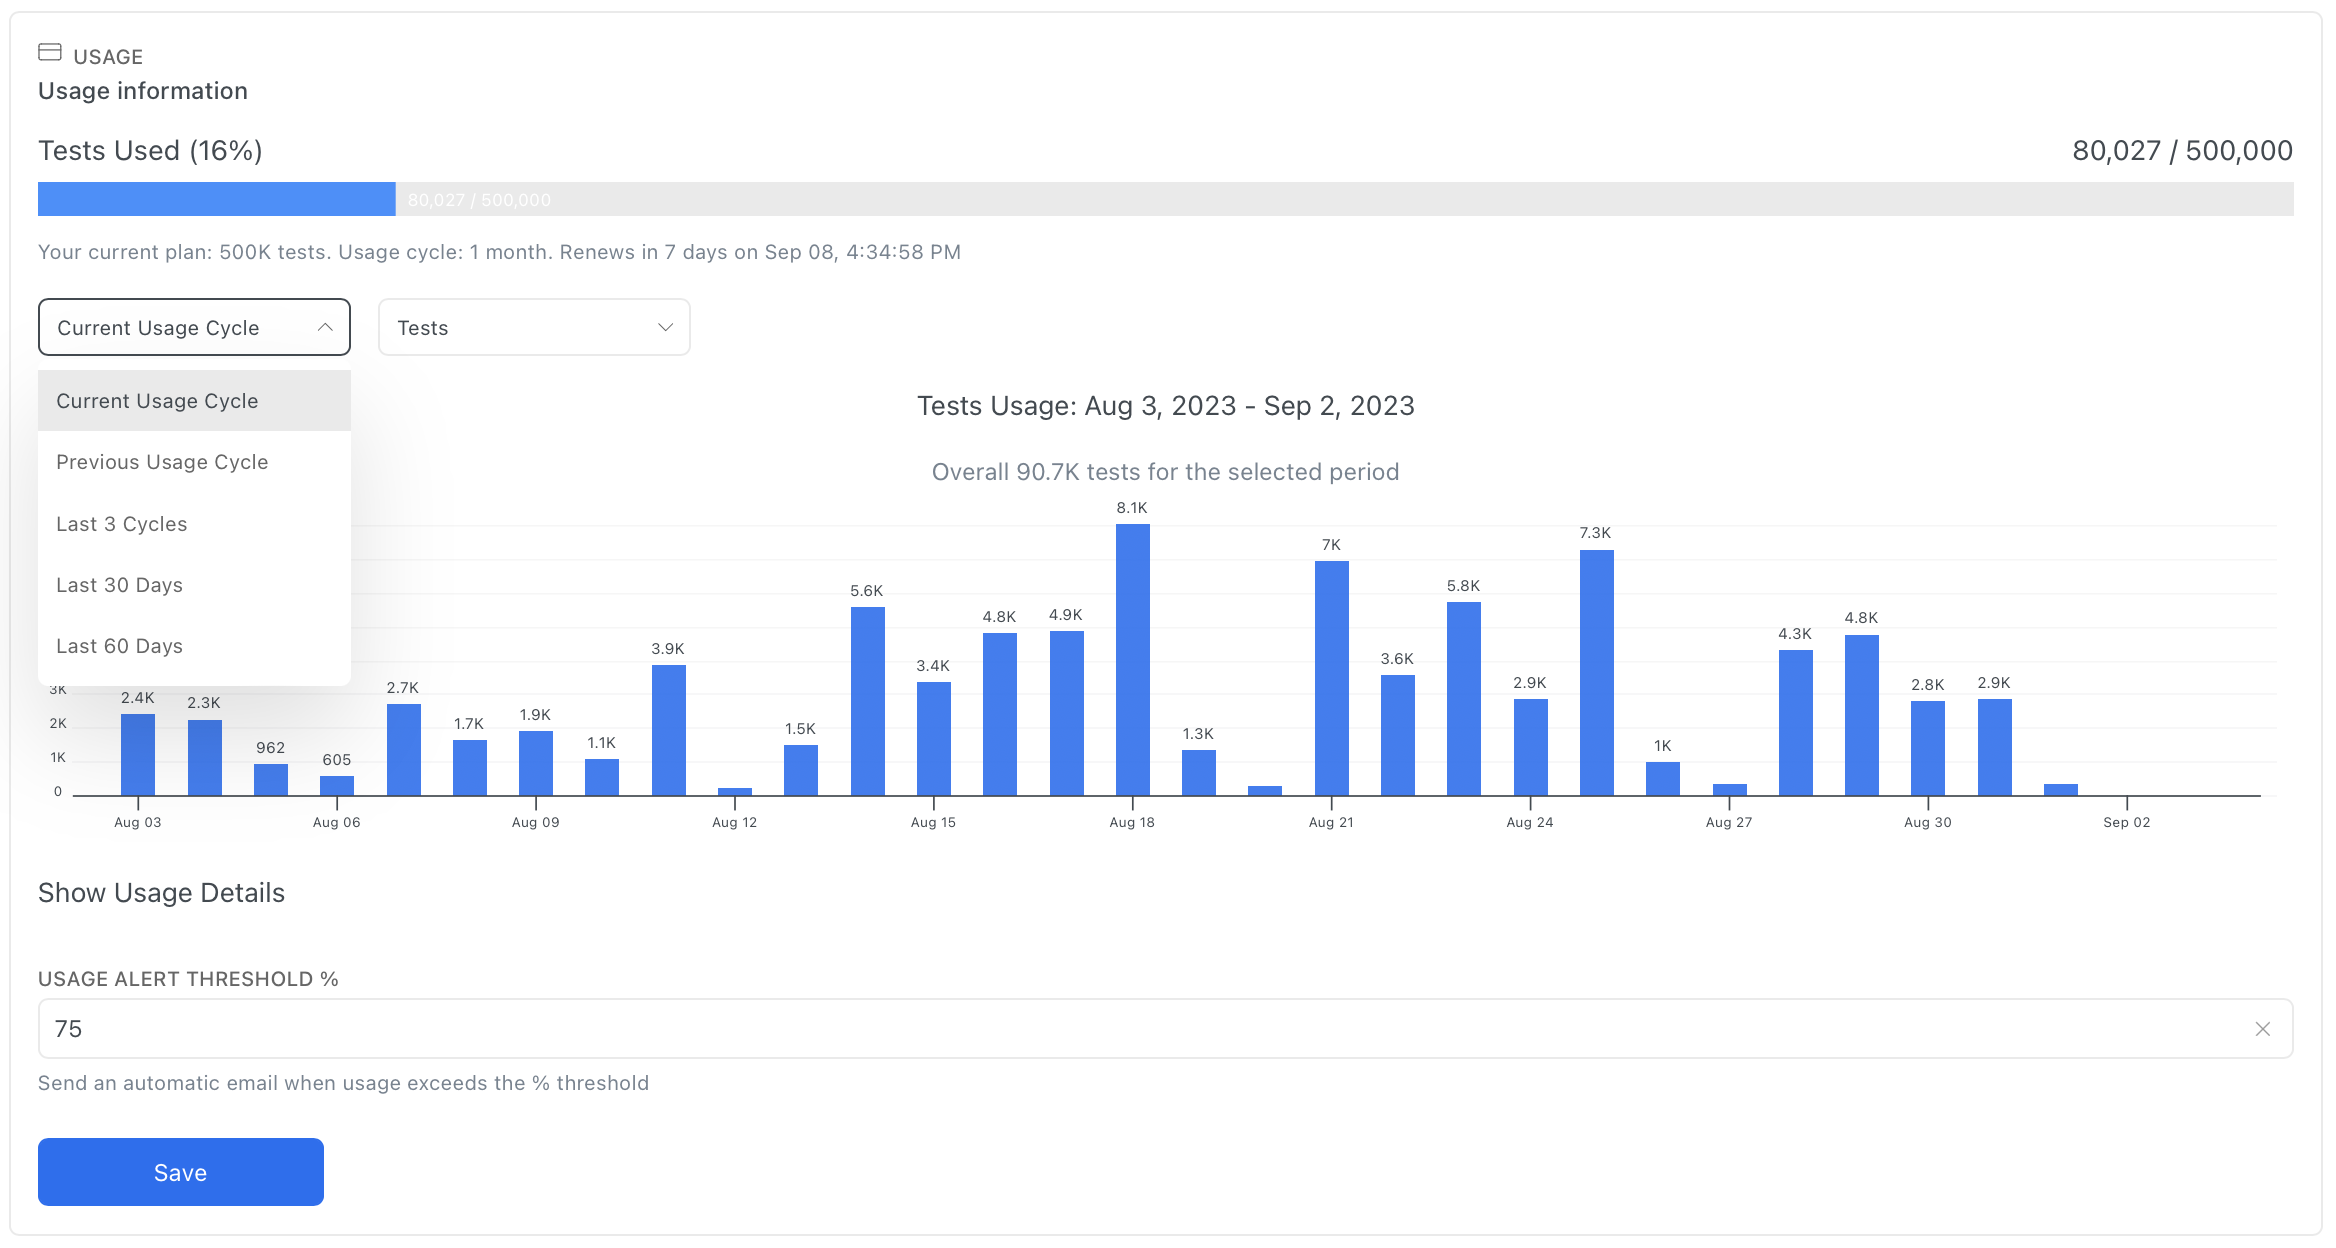 USAGE
Usage information
Tests Used (16%)
80,027 / 500,000
80,027 / 500,000
Your current plan: 500K tests. Usage cycle: 1 month. Renews in 7 days on Sep 08, 4:34:58 PM
Current Usage Cycle
Tests
Current Usage Cycle
Previous Usage Cycle
Last 3 Cycles
Last 30 Days
Last 60 Days
Tests Usage: Aug 3, 2023 - Sep 2, 2023
Overall 90.7K tests for the selected period
3K
2K
1K
0
2.4K
2.3K
962
605
2.7K
1.7K
1.9K
1.1K
3.9K
1.5K
5.6K
3.4K
4.8K
4.9K
8.1K
1.3K
7K
3.6K
5.8K
2.9K
7.3K
1K
4.3K
4.8K
2.8K
2.9K
Aug 03
Aug 06
Aug 09
Aug 12
Aug 15
Aug 18
Aug 21
Aug 24
Aug 27
Aug 30
Sep 02
Show Usage Details
USAGE ALERT THRESHOLD %
75
Send an automatic email when usage exceeds the % threshold
Save